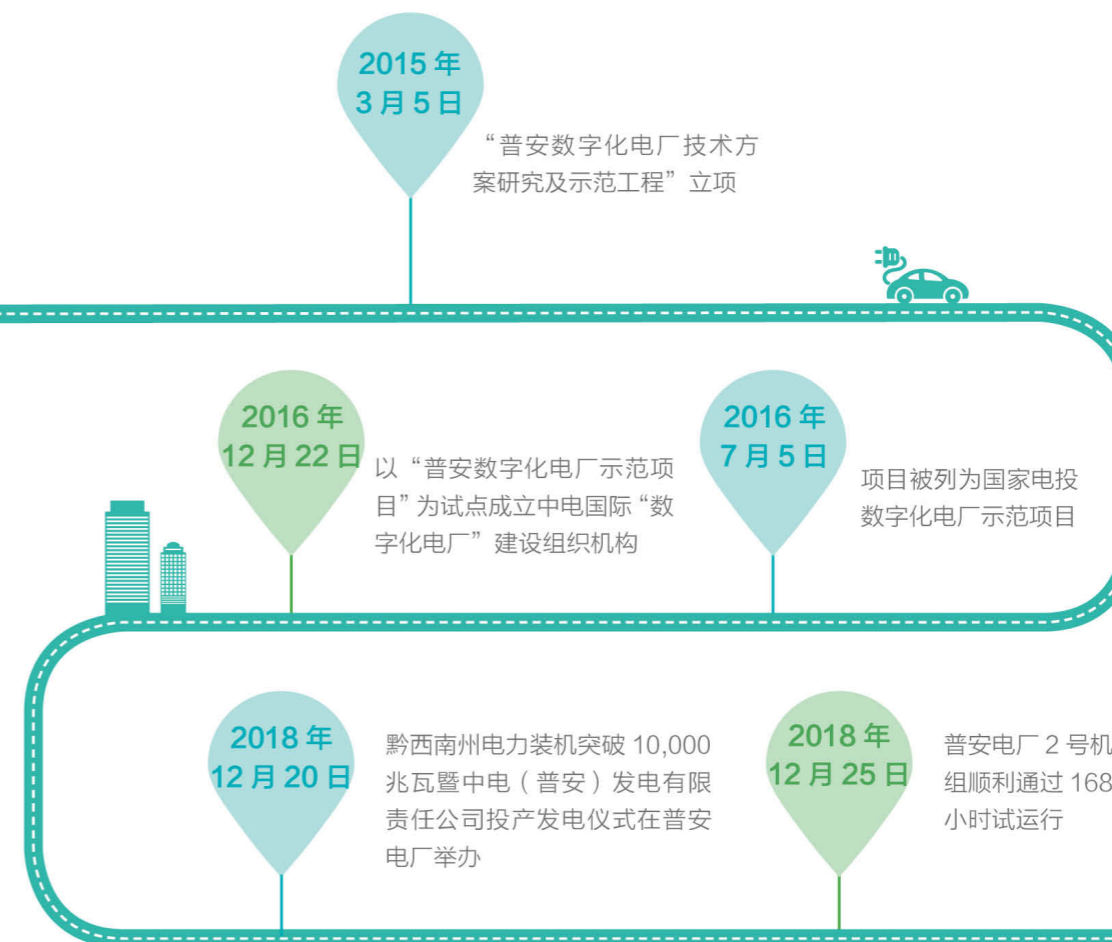 2015 年
3 月 5 日
“普安数字化电厂技术方
案研究及示范工程”立项
2016 年
7 月 5 日
项目被列为国家电投
数字化电厂示范项目
2016 年
12 月 22 日
以“普安数字化电厂示范项
目”为试点成立中电国际“数
字化电厂”建设组织机构
2018 年
12 月 20 日
黔西南州电力装机突破 10,000
兆瓦暨中电（普安）发电有限
责任公司投产发电仪式在普安
电厂举办
2018 年
12 月 25 日
普安电厂 2 号机
组顺利通过 168
小时试运行